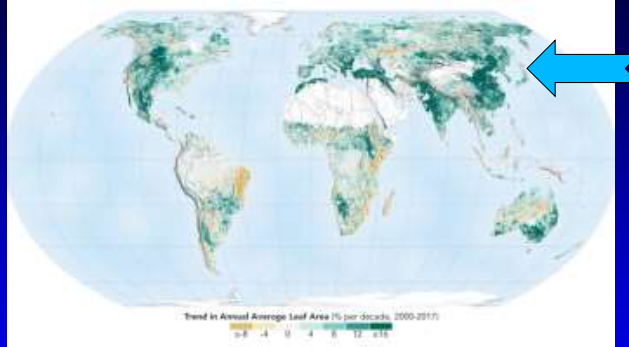 Trend in Annual Average Leaf Area (% per decade, 2000-2017)
≤-8 -4 0 4 8 12 ≥16